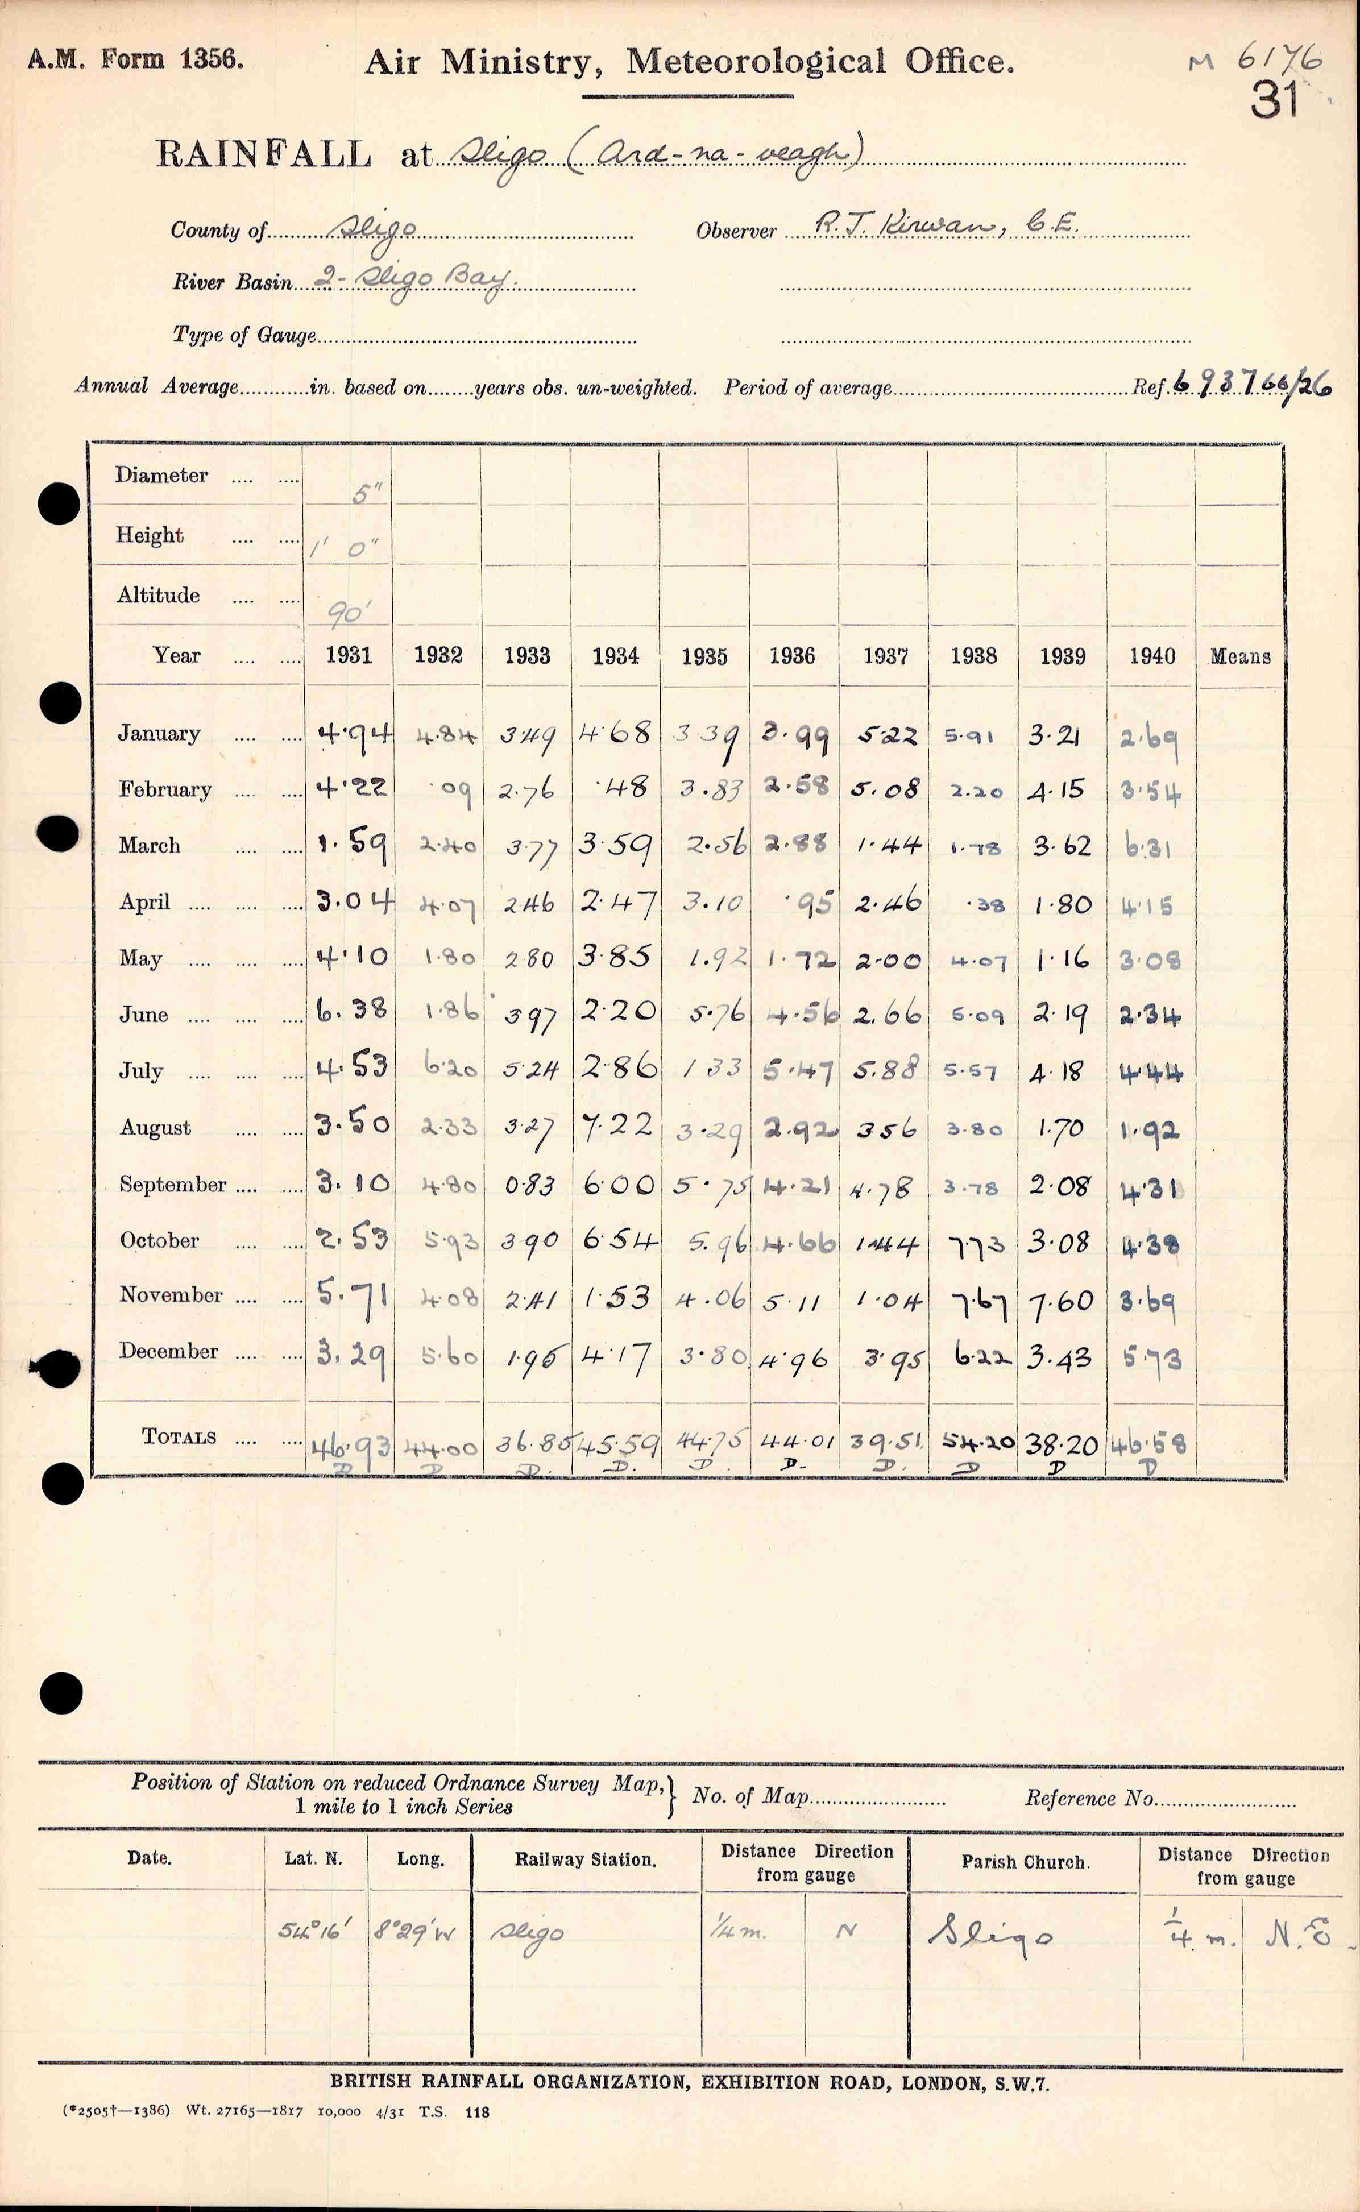 A.M. Form 1356. Air Ministry, Meteorological Office. M 6176
31
RAINFALL at Sligo (Ard-na-veagh)
County of Sligo Observer R.J. Kirwan, C.E.
River Basin 2- Sligo Bay.
Type of Gauge
Annual Average in. based on years obs. un-weighted. Period of average Ref. 693766/26
Diameter 5"
Height 1' 0"
Altitude 90'
Year 1931 1932 1933 1934 1935 1936 1937 1938 1939 1940 Means
January 4.94 4.84 3.49 4.68 3.39 3.99 5.22 5.91 3.21 2.69
February 4.22 .09 2.76 .48 3.83 2.58 5.08 2.20 4.15 3.54
March 1.59 2.40 3.77 3.59 2.56 2.88 1.44 1.78 3.62 6.31
April 3.04 4.07 2.46 2.47 3.10 .95 2.46 .38 1.80 4.15
May 4.10 1.80 2.80 3.85 1.92 1.72 2.00 4.07 1.16 3.08
June 6.38 1.86 3.97 2.20 5.76 4.56 2.66 5.09 2.19 2.34
July 4.53 6.20 5.24 2.86 1.33 5.47 5.88 5.57 4.18 4.44
August 3.50 2.33 3.27 7.22 3.29 2.92 3.56 3.80 1.70 1.92
September 3.10 4.80 0.83 6.00 5.75 4.21 4.78 3.78 2.08 4.31
October 2.53 5.93 3.90 6.54 5.96 4.66 1.44 7.73 3.08 4.38
November 5.71 4.08 2.41 1.53 4.06 5.11 1.04 7.67 7.60 3.69
December 3.29 5.60 1.95 4.17 3.80 4.96 3.95 6.22 3.43 5.73
TOTALS 46.93 44.00 36.85 45.59 44.75 44.01 39.51 54.20 38.20 46.58
D D D. D. D. D. D. D D D
Position of Station on reduced Ordnance Survey Map, } No. of Map Reference No.
1 mile to 1 inch Series
Date. Lat. N. Long. Railway Station. Distance Direction from gauge Parish Church. Distance Direction from gauge
54°16' 8°29'W Sligo 1/4 m. N Sligo 1/4 m. N.E.
BRITISH RAINFALL ORGANIZATION, EXHIBITION ROAD, LONDON, S.W.7.
(*2505†—1386) Wt. 27165—1817 10,000 4/31 T.S. 118